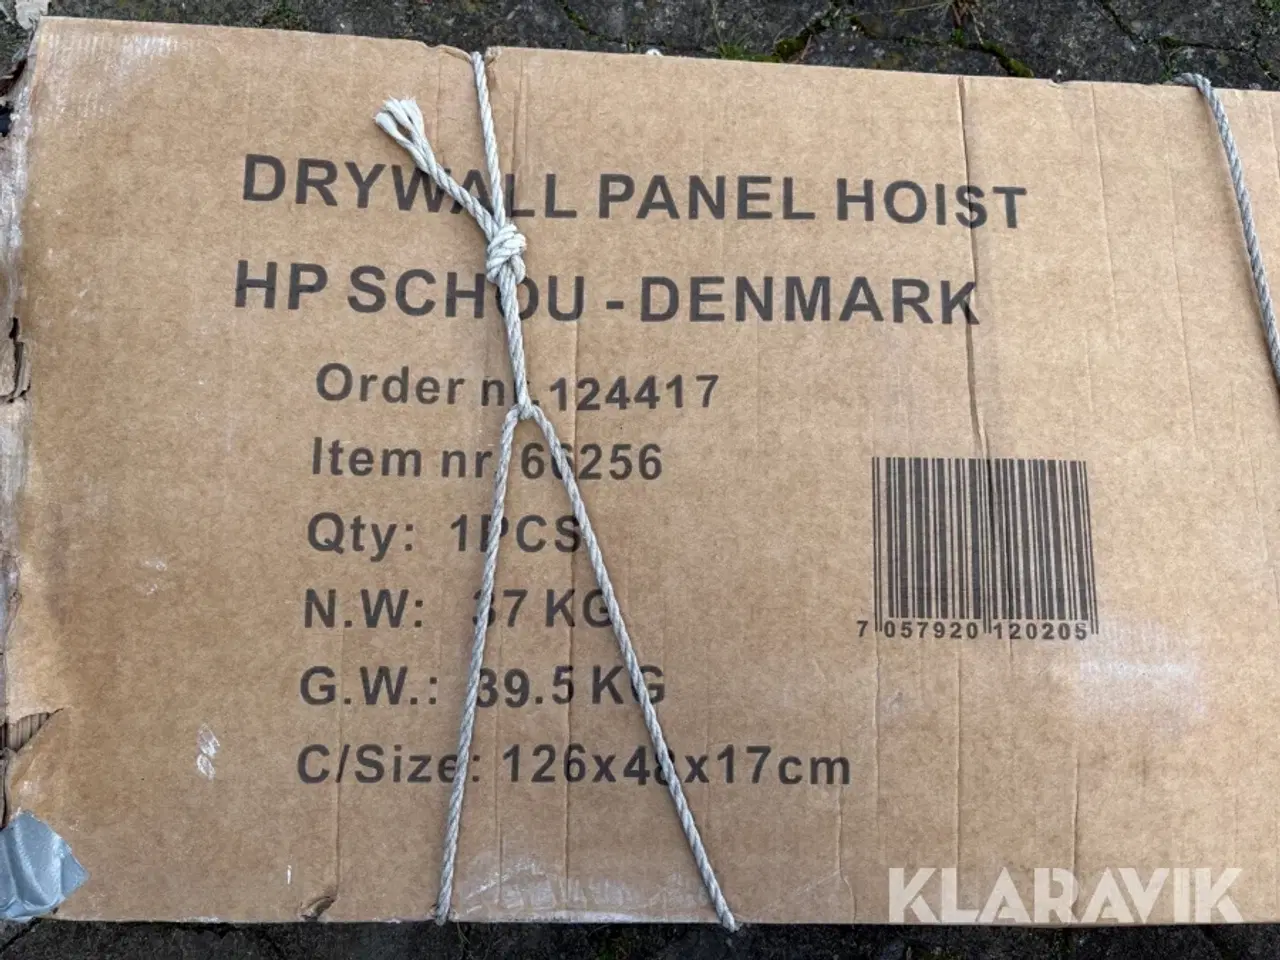 DRYWALL PANEL HOIST
HP SCHOU - DENMARK
Order nr.124417
Item nr. 66256
Qty: 1PCS
N.W: 37 KG
G.W.: 39.5 KG
C/Size: 126x48x17cm
7 057920 120205
KLARAVIK